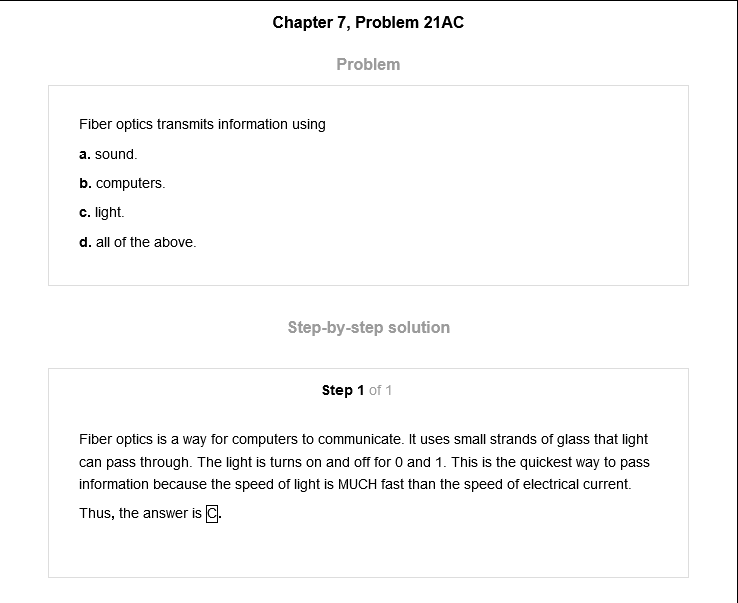 Chapter 7, Problem 21AC
Problem
Fiber optics transmits information using
a. sound.
b. computers.
c. light.
d. all of the above.
Step-by-step solution
Step 1 of 1
Fiber optics is a way for computers to communicate. It uses small strands of glass that light
can pass through. The light is turns on and off for 0 and 1. This is the quickest way to pass
information because the speed of light is MUCH fast than the speed of electrical current.
Thus, the answer is C.